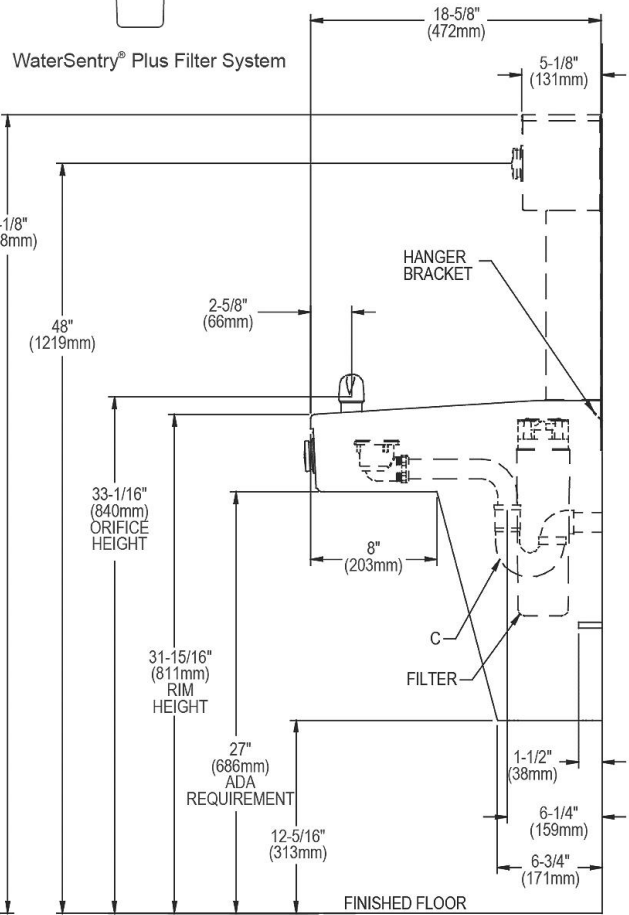 WaterSentry® Plus Filter System
18-5/8"
(472mm)
5-1/8"
(131mm)
-1/8"
8mm)
HANGER
BRACKET
2-5/8"
(66mm)
48"
(1219mm)
33-1/16"
(840mm)
ORIFICE
HEIGHT
8"
(203mm)
C
31-15/16"
(811mm)
RIM
HEIGHT
FILTER
27"
(686mm)
ADA
REQUIREMENT
1-1/2"
(38mm)
12-5/16"
(313mm)
6-1/4"
(159mm)
6-3/4"
(171mm)
FINISHED FLOOR